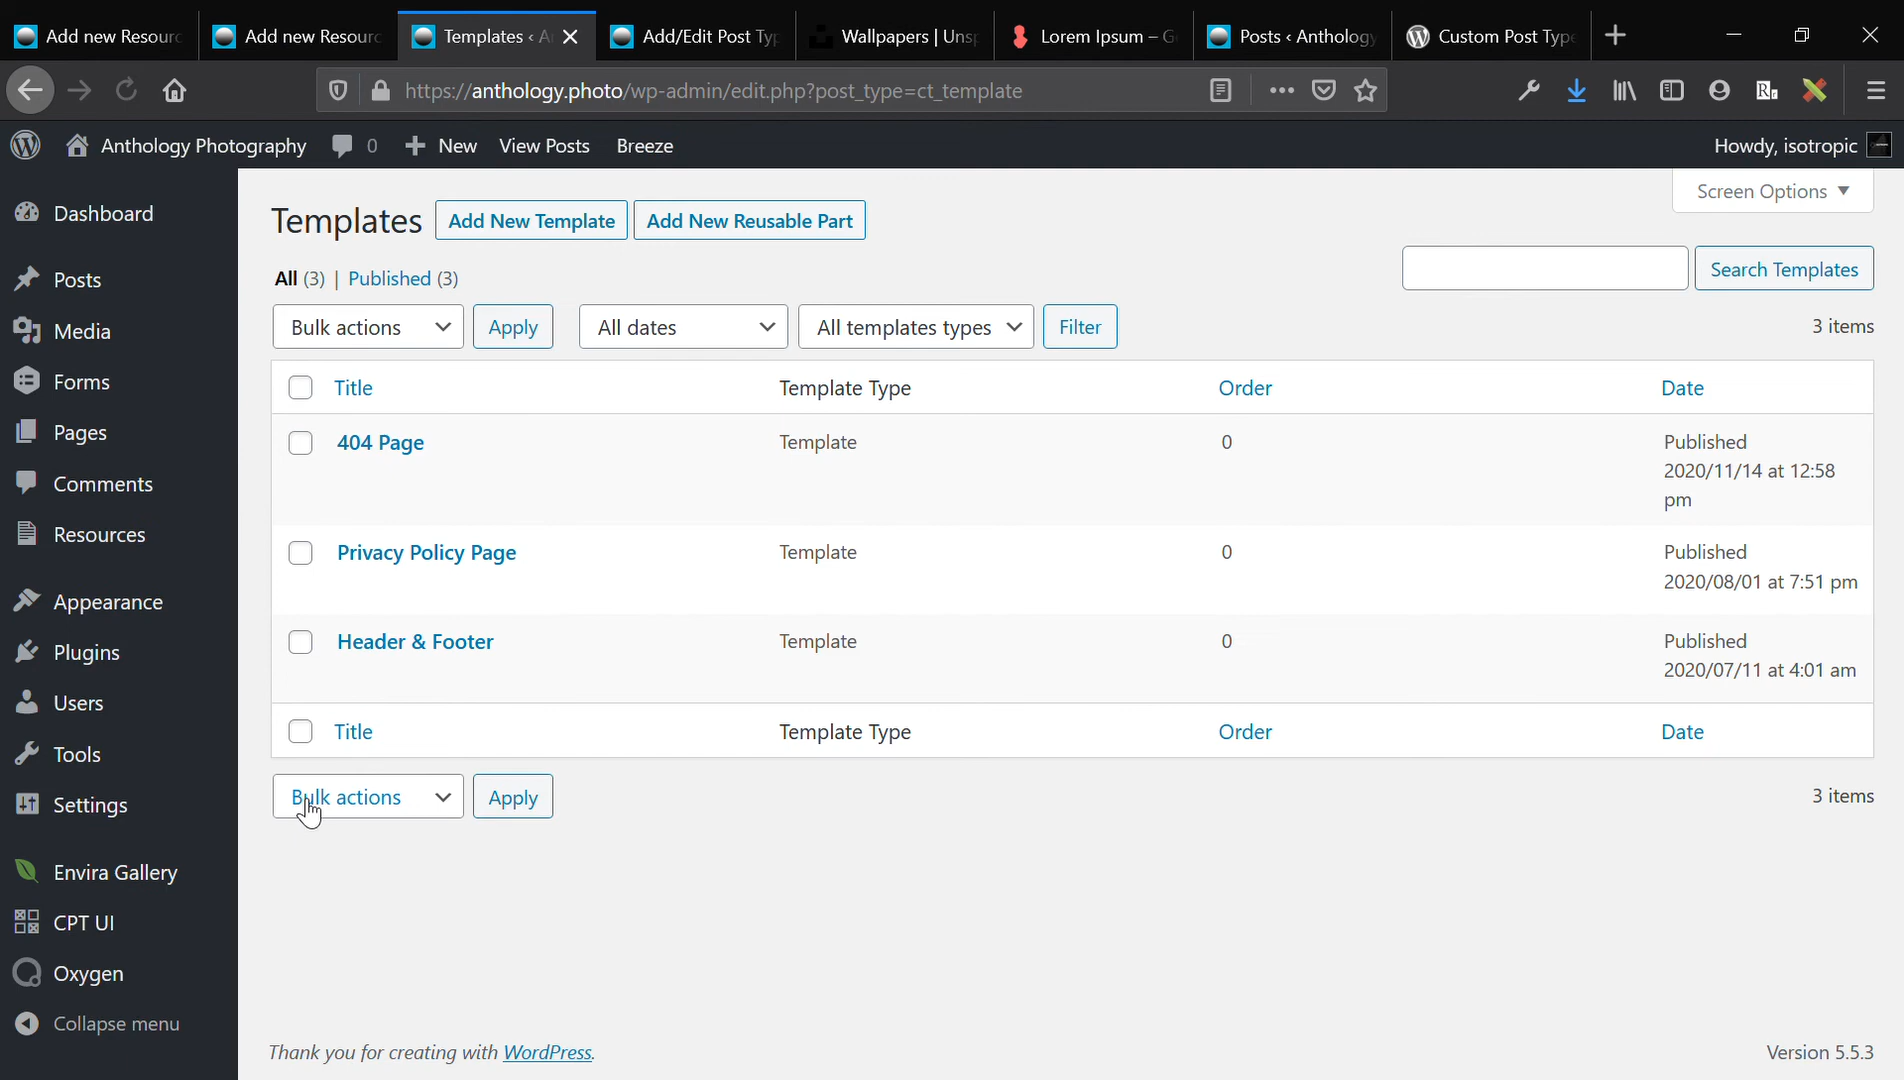 Add new Resourc
Add new Resourc
Templates ‹ A
Add/Edit Post Typ
Wallpapers | Uns
Lorem Ipsum – G
Posts ‹ Anthology
Custom Post Type
https://anthology.photo/wp-admin/edit.php?post_type=ct_template
Anthology Photography
0
New
View Posts
Breeze
Howdy, isotropic
Dashboard
Posts
Media
Forms
Pages
Comments
Resources
Appearance
Plugins
Users
Tools
Settings
Envira Gallery
CPT UI
Oxygen
Collapse menu
Screen Options
Templates
Add New Template
Add New Reusable Part
All (3) | Published (3)
Search Templates
Bulk actions
Apply
All dates
All templates types
Filter
3 items
Title Template Type Order Date
404 Page Template 0 Published
2020/11/14 at 12:58
pm
Privacy Policy Page Template 0 Published
2020/08/01 at 7:51 pm
Header & Footer Template 0 Published
2020/07/11 at 4:01 am
Title Template Type Order Date
Bulk actions
Apply
3 items
Thank you for creating with WordPress.
Version 5.5.3